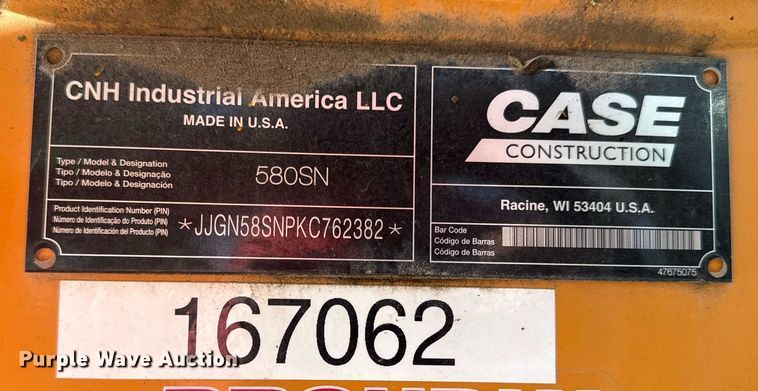 CNH Industrial America LLC
MADE IN U.S.A.
Type / Model & Designation
Tipo / Modelo & Designação
Tipo / Modelo & Designación
580SN
Product Identification Number (PIN)
Número de Identificação do Produto (PIN)
Número de Identificación del Producto (PIN)
*JJGN58SNPKC762382*
CASE
CONSTRUCTION
Racine, WI 53404 U.S.A.
Bar Code
Código de Barras
Código de Barras
47675075
167062
Purple Wave Auction